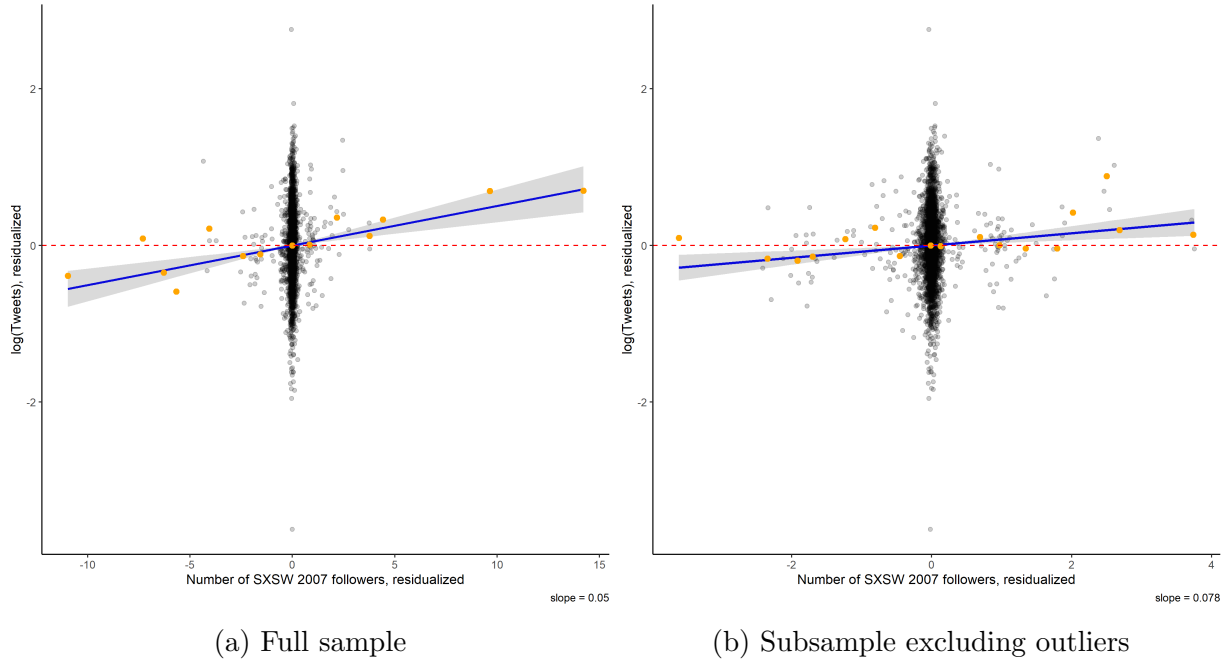 2
0
-2
log(Tweets), residualized
-10
-5
0
5
10
15
Number of SXSW 2007 followers, residualized
slope = 0.05
(a) Full sample
2
0
-2
log(Tweets), residualized
-2
0
2
4
Number of SXSW 2007 followers, residualized
slope = 0.078
(b) Subsample excluding outliers